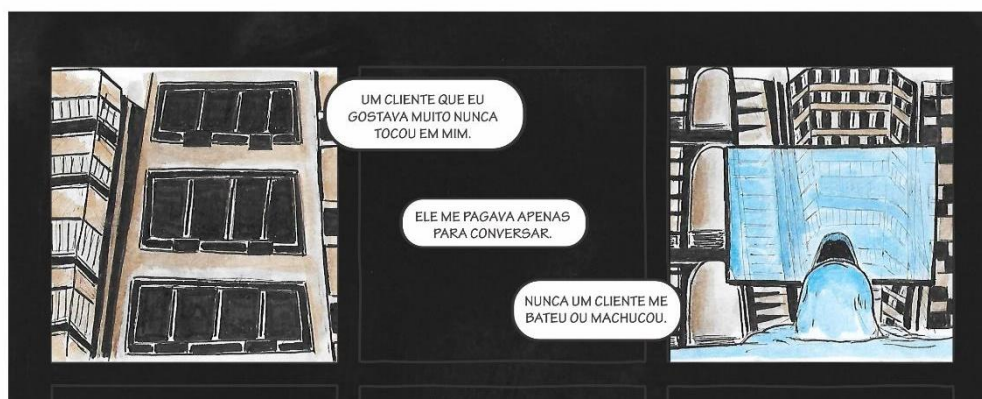 UM CLIENTE QUE EU
GOSTAVA MUITO NUNCA
TOCOU EM MIM.
ELE ME PAGAVA APENAS
PARA CONVERSAR.
NUNCA UM CLIENTE ME
BATEU OU MACHUCOU.